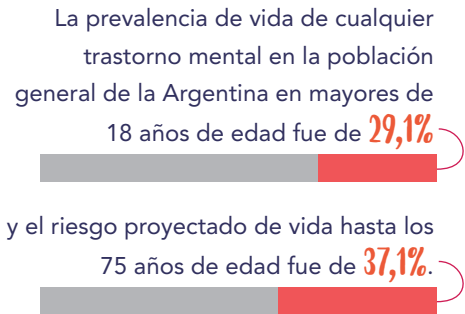 La prevalencia de vida de cualquier
trastorno mental en la población
general de la Argentina en mayores de
18 años de edad fue de 29,1%
y el riesgo proyectado de vida hasta los
75 años de edad fue de 37,1%.